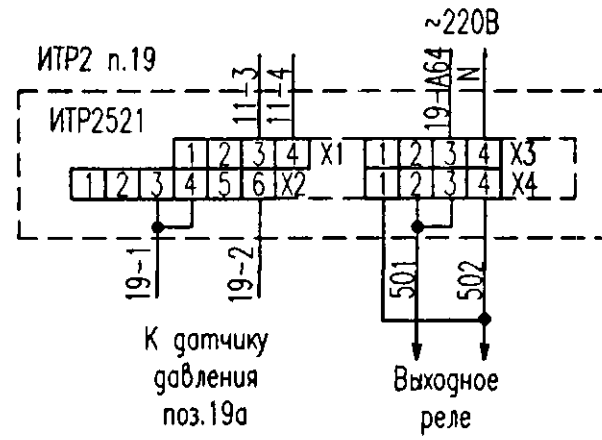 ~220В
ИТР2 п.19
11-3
11-4
19-А64
N
ИТР2521
1 2 3 4 X1
1 2 3 4 X3
1 2 3 4 5 6 X2
1 2 3 4 X4
19-1
19-2
501
502
К датчику
давления
поз.19а
Выходное
реле